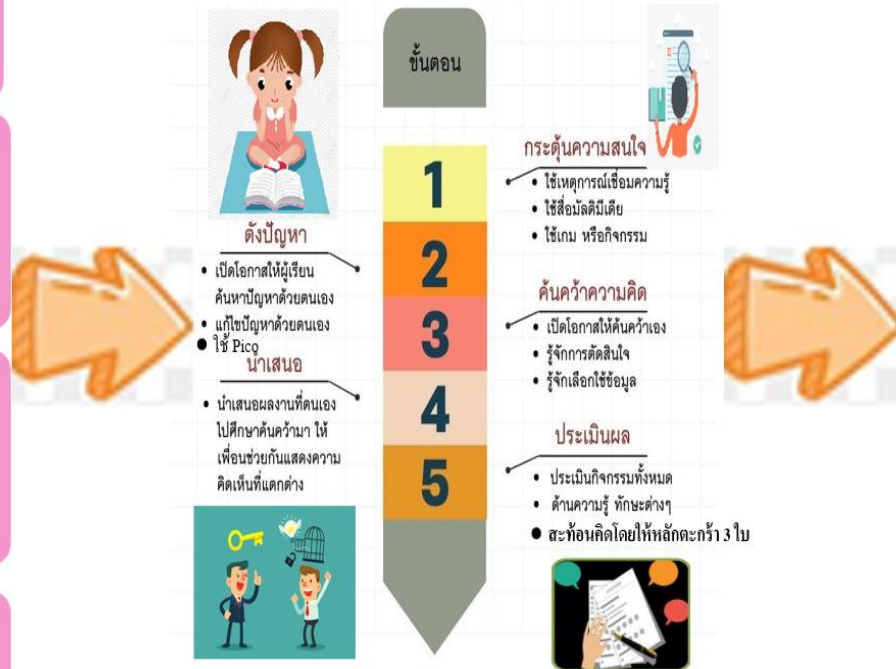 ขั้นตอน
1
กระตุ้นความสนใจ
• ใช้เหตุการณ์เชื่อมความรู้
• ใช้สื่อมัลติมีเดีย
• ใช้เกม หรือกิจกรรม
2
ตั้งปัญหา
• เปิดโอกาสให้ผู้เรียน
ค้นหาปัญหาด้วยตนเอง
• แก้ไขปัญหาด้วยตนเอง
● ใช้ Pico
3
ค้นคว้าความคิด
• เปิดโอกาสให้ค้นคว้าเอง
• รู้จักการตัดสินใจ
• รู้จักเลือกใช้ข้อมูล
4
นำเสนอ
• นำเสนอผลงานที่ตนเอง
ไปศึกษาค้นคว้ามา ให้
เพื่อนช่วยกันแสดงความ
คิดเห็นที่แตกต่าง
5
ประเมินผล
• ประเมินกิจกรรมทั้งหมด
• ด้านความรู้ ทักษะต่างๆ
● สะท้อนคิดโดยให้หลักตะกร้า 3 ใบ